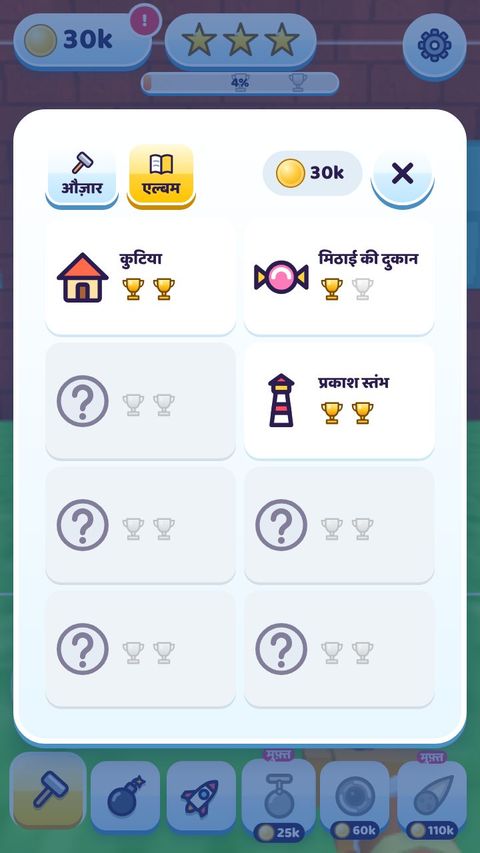 30k
!
4%
औज़ार
एल्बम
30k
कुटिया
मिठाई की दुकान
?
प्रकाश स्तंभ
?
?
?
?
मुफ़्त
मुफ़्त
25k
60k
110k